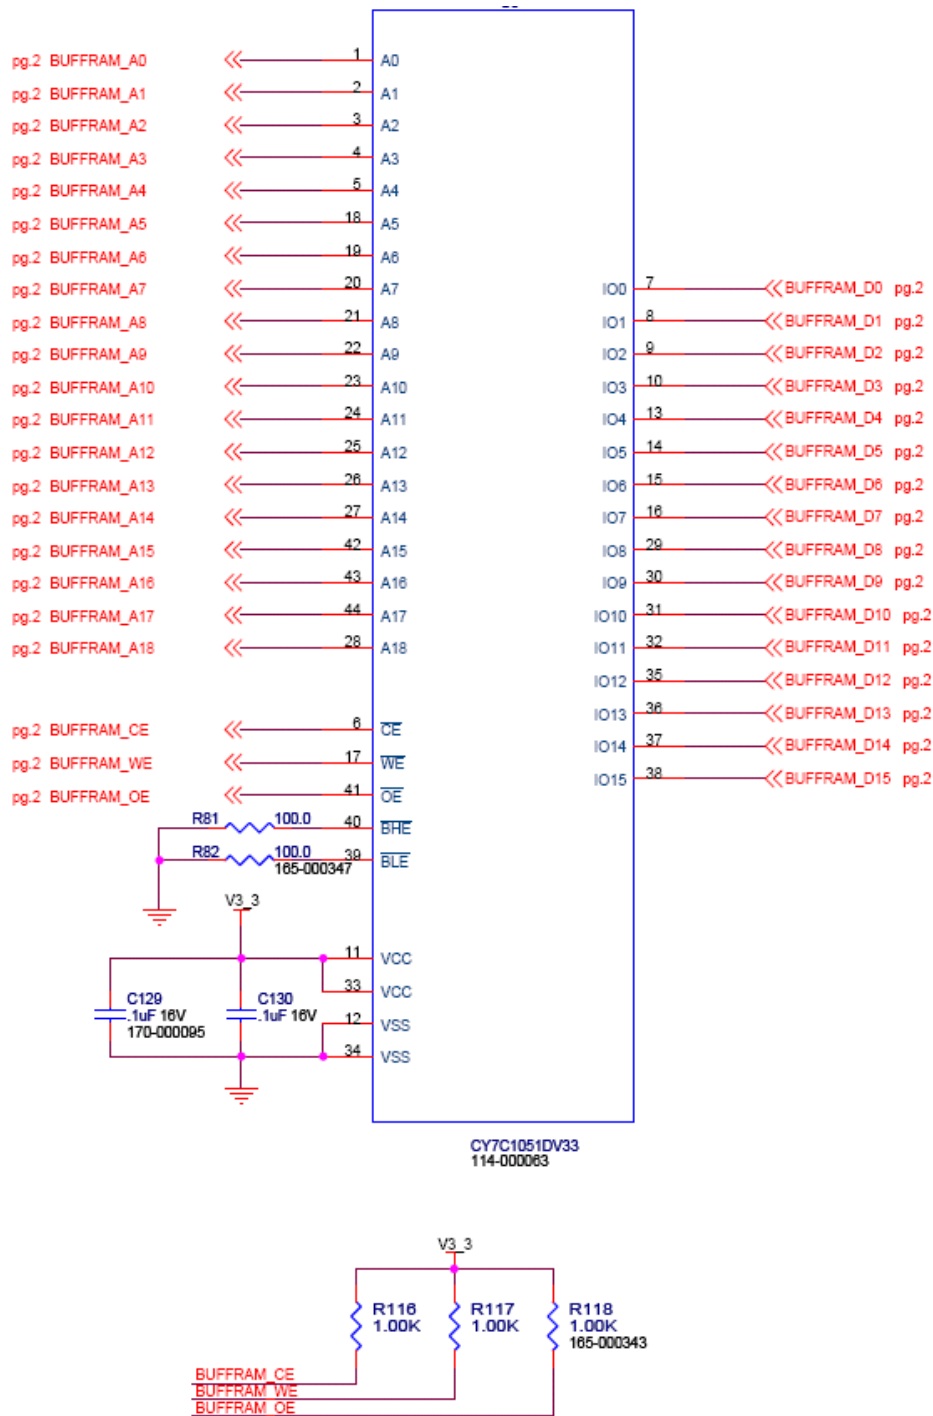 pg.2 BUFFRAM_A0 1 A0
pg.2 BUFFRAM_A1 2 A1
pg.2 BUFFRAM_A2 3 A2
pg.2 BUFFRAM_A3 4 A3
pg.2 BUFFRAM_A4 5 A4
pg.2 BUFFRAM_A5 18 A5
pg.2 BUFFRAM_A6 19 A6
pg.2 BUFFRAM_A7 20 A7 IO0 7 BUFFRAM_D0 pg.2
pg.2 BUFFRAM_A8 21 A8 IO1 8 BUFFRAM_D1 pg.2
pg.2 BUFFRAM_A9 22 A9 IO2 9 BUFFRAM_D2 pg.2
pg.2 BUFFRAM_A10 23 A10 IO3 10 BUFFRAM_D3 pg.2
pg.2 BUFFRAM_A11 24 A11 IO4 13 BUFFRAM_D4 pg.2
pg.2 BUFFRAM_A12 25 A12 IO5 14 BUFFRAM_D5 pg.2
pg.2 BUFFRAM_A13 26 A13 IO6 15 BUFFRAM_D6 pg.2
pg.2 BUFFRAM_A14 27 A14 IO7 16 BUFFRAM_D7 pg.2
pg.2 BUFFRAM_A15 42 A15 IO8 29 BUFFRAM_D8 pg.2
pg.2 BUFFRAM_A16 43 A16 IO9 30 BUFFRAM_D9 pg.2
pg.2 BUFFRAM_A17 44 A17 IO10 31 BUFFRAM_D10 pg.2
pg.2 BUFFRAM_A18 28 A18 IO11 32 BUFFRAM_D11 pg.2
IO12 35 BUFFRAM_D12 pg.2
IO13 36 BUFFRAM_D13 pg.2
pg.2 BUFFRAM_CE 6 CE IO14 37 BUFFRAM_D14 pg.2
pg.2 BUFFRAM_WE 17 WE IO15 38 BUFFRAM_D15 pg.2
pg.2 BUFFRAM_OE 41 OE
R81 100.0 40 BHE
R82 100.0 39 BLE
165-000347
V3_3
11 VCC
33 VCC
C129 C130
.1uF 16V .1uF 16V 12 VSS
170-000095
34 VSS
CY7C1051DV33
114-000063
V3_3
R116 R117 R118
1.00K 1.00K 1.00K
165-000343
BUFFRAM_CE
BUFFRAM_WE
BUFFRAM_OE